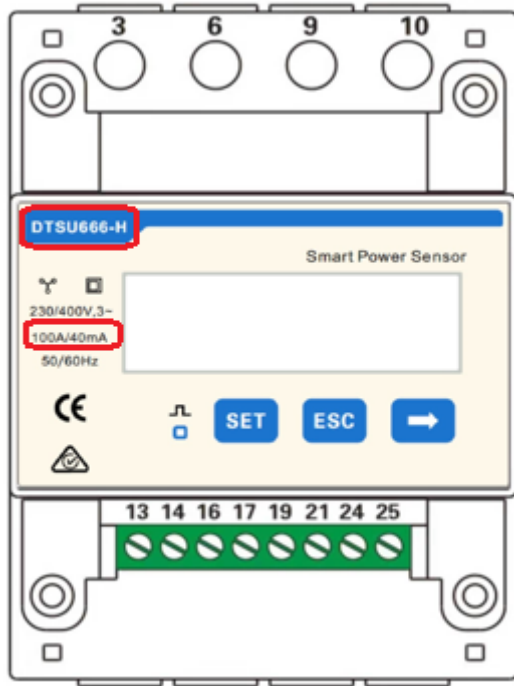 3 6 9 10
DTSU666-H
Smart Power Sensor
230/400V,3~
100A/40mA
50/60Hz
CE
SET ESC
13 14 16 17 19 21 24 25